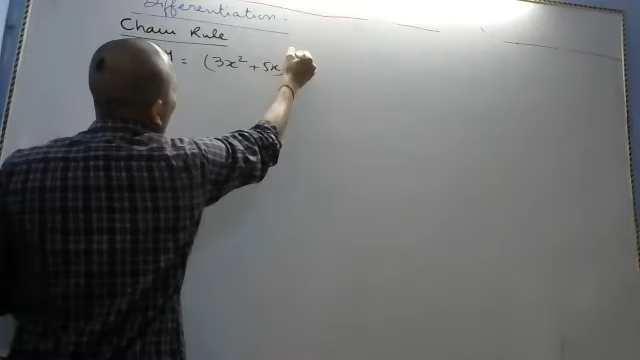 Differentiation :-
Chain Rule
y = (3x² + 5x)